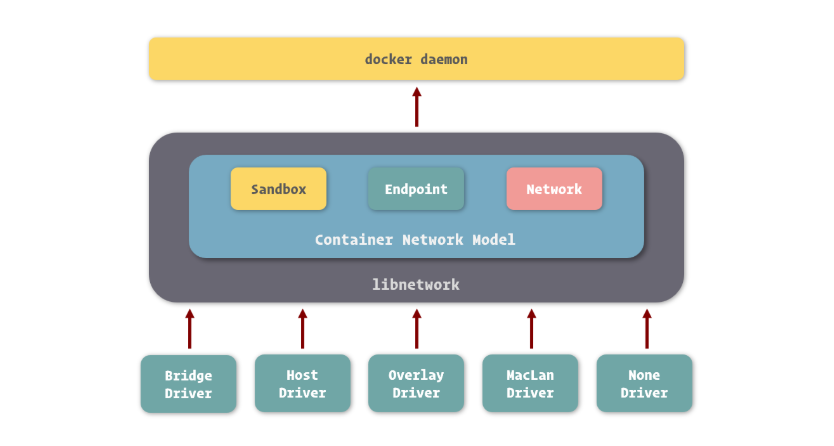 docker daemon
Sandbox
Endpoint
Network
Container Network Model
libnetwork
Bridge
Driver
Host
Driver
Overlay
Driver
MacLan
Driver
None
Driver